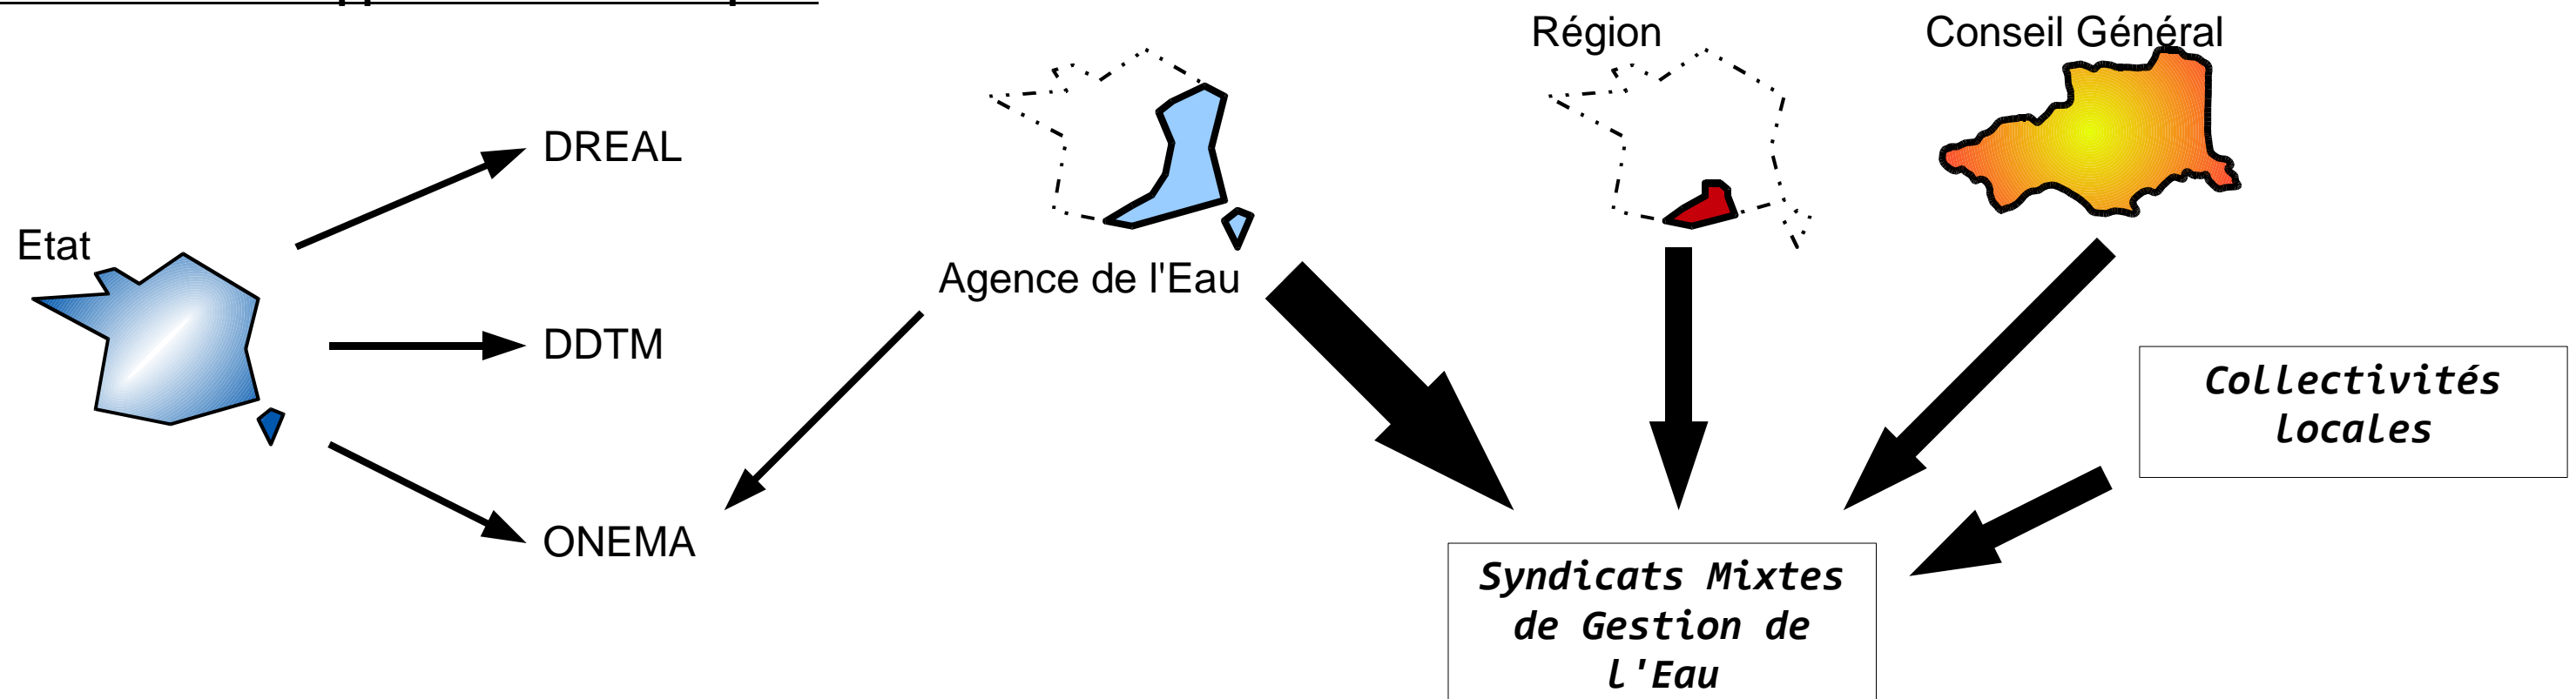 Région
Conseil Général
DREAL
Etat
Agence de l'Eau
DDTM
Collectivités
locales
ONEMA
Syndicats Mixtes
de Gestion de
l'Eau